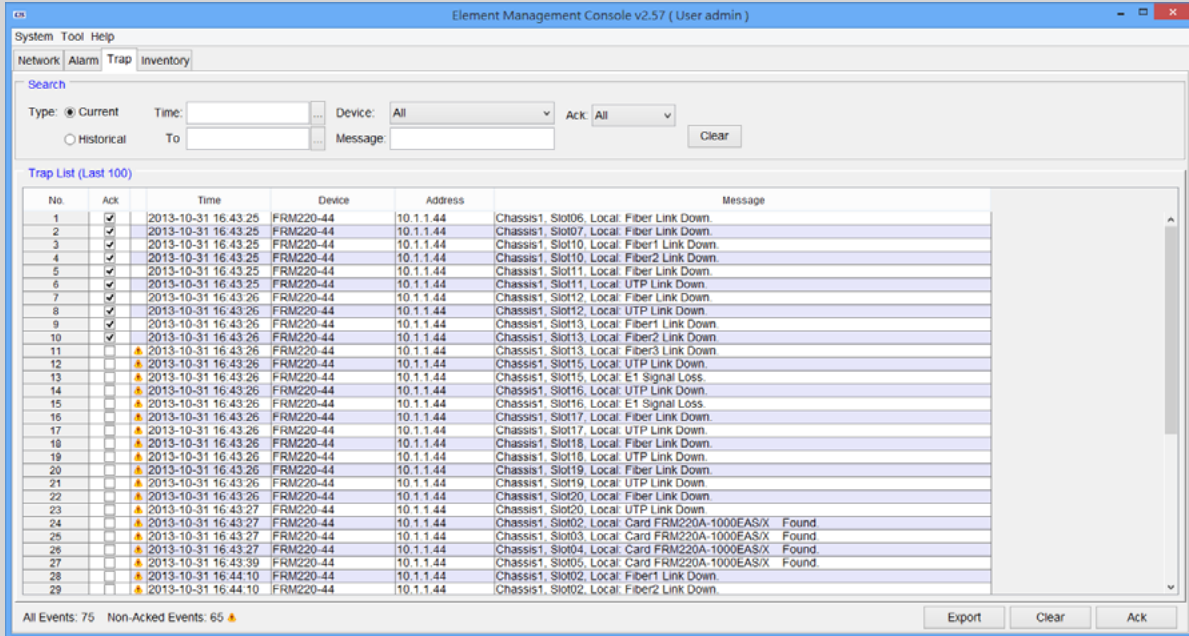 Element Management Console v2.57 ( User admin )
System Tool Help
Network Alarm Trap Inventory
Search
Type: Current Time: ... Device: All Ack: All
Historical To ... Message: Clear
Trap List (Last 100)
No. Ack Time Device Address Message
1 2013-10-31 16:43:25 FRM220-44 10.1.1.44 Chassis1, Slot06, Local: Fiber Link Down.
2 2013-10-31 16:43:25 FRM220-44 10.1.1.44 Chassis1, Slot07, Local: Fiber Link Down.
3 2013-10-31 16:43:25 FRM220-44 10.1.1.44 Chassis1, Slot10, Local: Fiber1 Link Down.
4 2013-10-31 16:43:25 FRM220-44 10.1.1.44 Chassis1, Slot10, Local: Fiber2 Link Down.
5 2013-10-31 16:43:25 FRM220-44 10.1.1.44 Chassis1, Slot11, Local: Fiber Link Down.
6 2013-10-31 16:43:25 FRM220-44 10.1.1.44 Chassis1, Slot11, Local: UTP Link Down.
7 2013-10-31 16:43:26 FRM220-44 10.1.1.44 Chassis1, Slot12, Local: Fiber Link Down.
8 2013-10-31 16:43:26 FRM220-44 10.1.1.44 Chassis1, Slot12, Local: UTP Link Down.
9 2013-10-31 16:43:26 FRM220-44 10.1.1.44 Chassis1, Slot13, Local: Fiber1 Link Down.
10 2013-10-31 16:43:26 FRM220-44 10.1.1.44 Chassis1, Slot13, Local: Fiber2 Link Down.
11 2013-10-31 16:43:26 FRM220-44 10.1.1.44 Chassis1, Slot13, Local: Fiber3 Link Down.
12 2013-10-31 16:43:26 FRM220-44 10.1.1.44 Chassis1, Slot15, Local: UTP Link Down.
13 2013-10-31 16:43:26 FRM220-44 10.1.1.44 Chassis1, Slot15, Local: E1 Signal Loss.
14 2013-10-31 16:43:26 FRM220-44 10.1.1.44 Chassis1, Slot16, Local: UTP Link Down.
15 2013-10-31 16:43:26 FRM220-44 10.1.1.44 Chassis1, Slot16, Local: E1 Signal Loss.
16 2013-10-31 16:43:26 FRM220-44 10.1.1.44 Chassis1, Slot17, Local: Fiber Link Down.
17 2013-10-31 16:43:26 FRM220-44 10.1.1.44 Chassis1, Slot17, Local: UTP Link Down.
18 2013-10-31 16:43:26 FRM220-44 10.1.1.44 Chassis1, Slot18, Local: Fiber Link Down.
19 2013-10-31 16:43:26 FRM220-44 10.1.1.44 Chassis1, Slot18, Local: UTP Link Down.
20 2013-10-31 16:43:26 FRM220-44 10.1.1.44 Chassis1, Slot19, Local: Fiber Link Down.
21 2013-10-31 16:43:26 FRM220-44 10.1.1.44 Chassis1, Slot19, Local: UTP Link Down.
22 2013-10-31 16:43:26 FRM220-44 10.1.1.44 Chassis1, Slot20, Local: Fiber Link Down.
23 2013-10-31 16:43:27 FRM220-44 10.1.1.44 Chassis1, Slot20, Local: UTP Link Down.
24 2013-10-31 16:43:27 FRM220-44 10.1.1.44 Chassis1, Slot02, Local: Card FRM220A-1000EAS/X Found.
25 2013-10-31 16:43:27 FRM220-44 10.1.1.44 Chassis1, Slot03, Local: Card FRM220A-1000EAS/X Found.
26 2013-10-31 16:43:27 FRM220-44 10.1.1.44 Chassis1, Slot04, Local: Card FRM220A-1000EAS/X Found.
27 2013-10-31 16:43:39 FRM220-44 10.1.1.44 Chassis1, Slot05, Local: Card FRM220A-1000EAS/X Found.
28 2013-10-31 16:44:10 FRM220-44 10.1.1.44 Chassis1, Slot02, Local: Fiber1 Link Down.
29 2013-10-31 16:44:10 FRM220-44 10.1.1.44 Chassis1, Slot02, Local: Fiber2 Link Down.
All Events: 75 Non-Acked Events: 65 Export Clear Ack